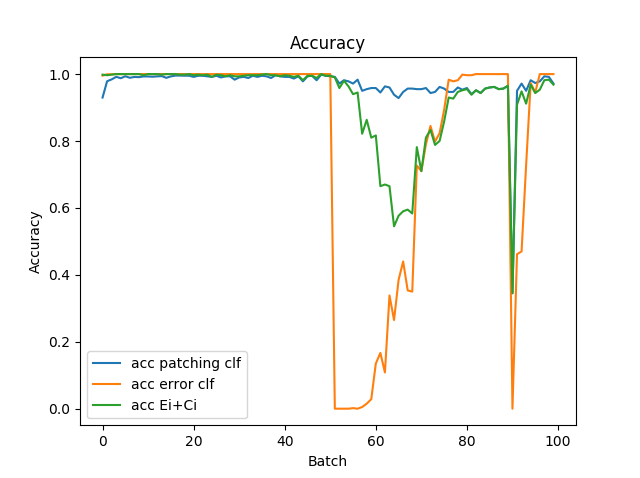 Accuracy
1.0
0.8
0.6
0.4
0.2
0.0
Accuracy
acc patching clf
acc error clf
acc Ei+Ci
0 20 40 60 80 100
Batch